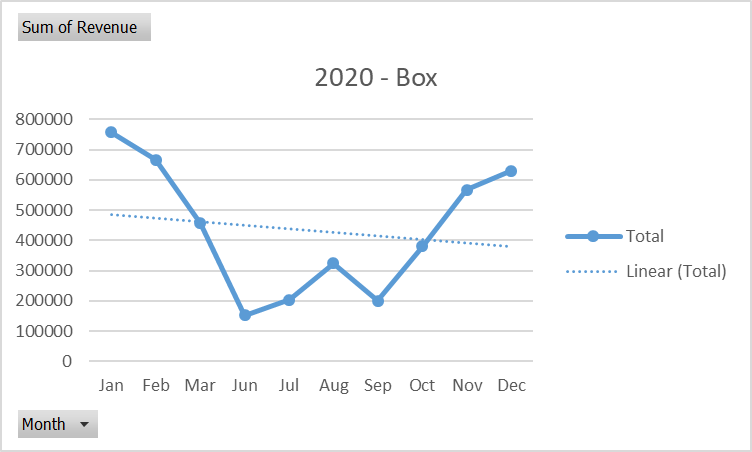 Sum of Revenue
2020 - Box
800000
700000
600000
500000
400000
300000
200000
100000
0
Jan Feb Mar Jun Jul Aug Sep Oct Nov Dec
Total
Linear (Total)
Month